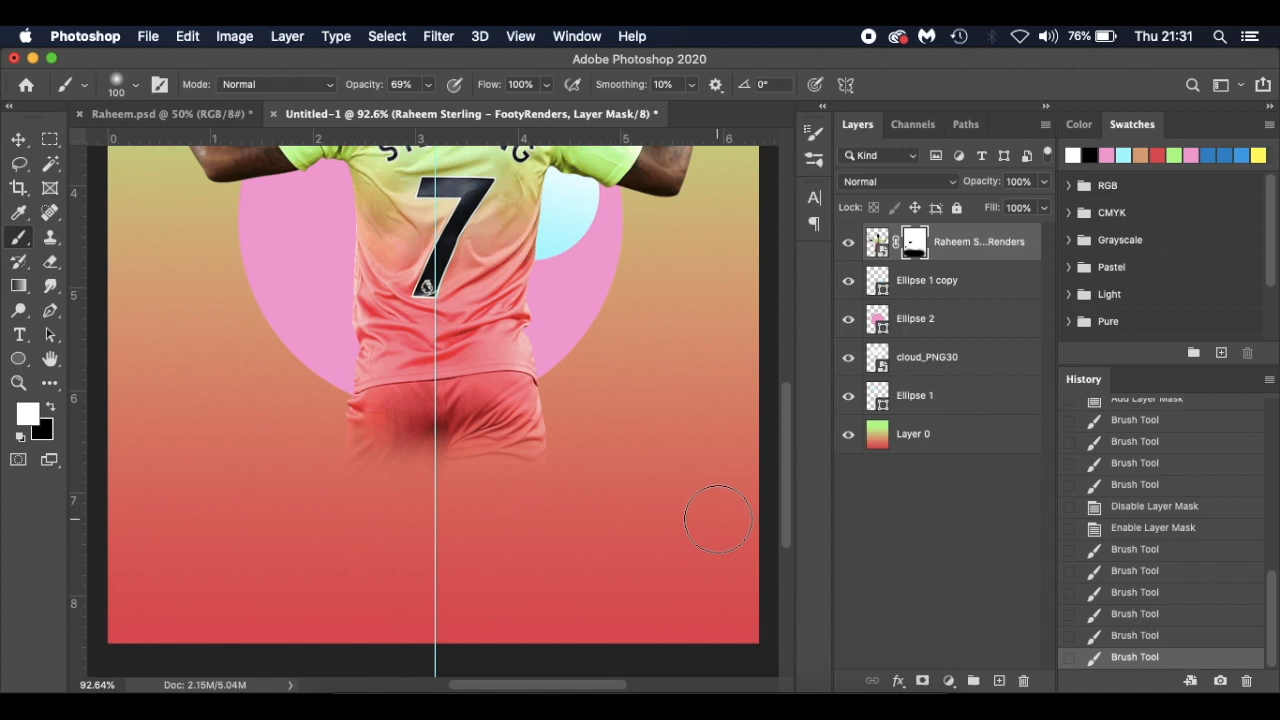 Photoshop File Edit Image Layer Type Select Filter 3D View Window Help 76% Thu 21:31
Adobe Photoshop 2020
100 Mode: Normal Opacity: 69% Flow: 100% Smoothing: 10% 0°
Raheem.psd @ 50% (RGB/8#) * Untitled-1 @ 92.6% (Raheem Sterling – FootyRenders, Layer Mask/8) *
0 1 2 3 4 5 6
4
5
6
7
8
7
Layers Channels Paths
Kind
Normal Opacity: 100%
Lock: Fill: 100%
Raheem S...Renders
Ellipse 1 copy
Ellipse 2
cloud_PNG30
Ellipse 1
Layer 0
Color Swatches
RGB
CMYK
Grayscale
Pastel
Light
Pure
History
Add Layer Mask
Brush Tool
Brush Tool
Brush Tool
Brush Tool
Disable Layer Mask
Enable Layer Mask
Brush Tool
Brush Tool
Brush Tool
Brush Tool
Brush Tool
Brush Tool
92.64% Doc: 2.15M/5.04M